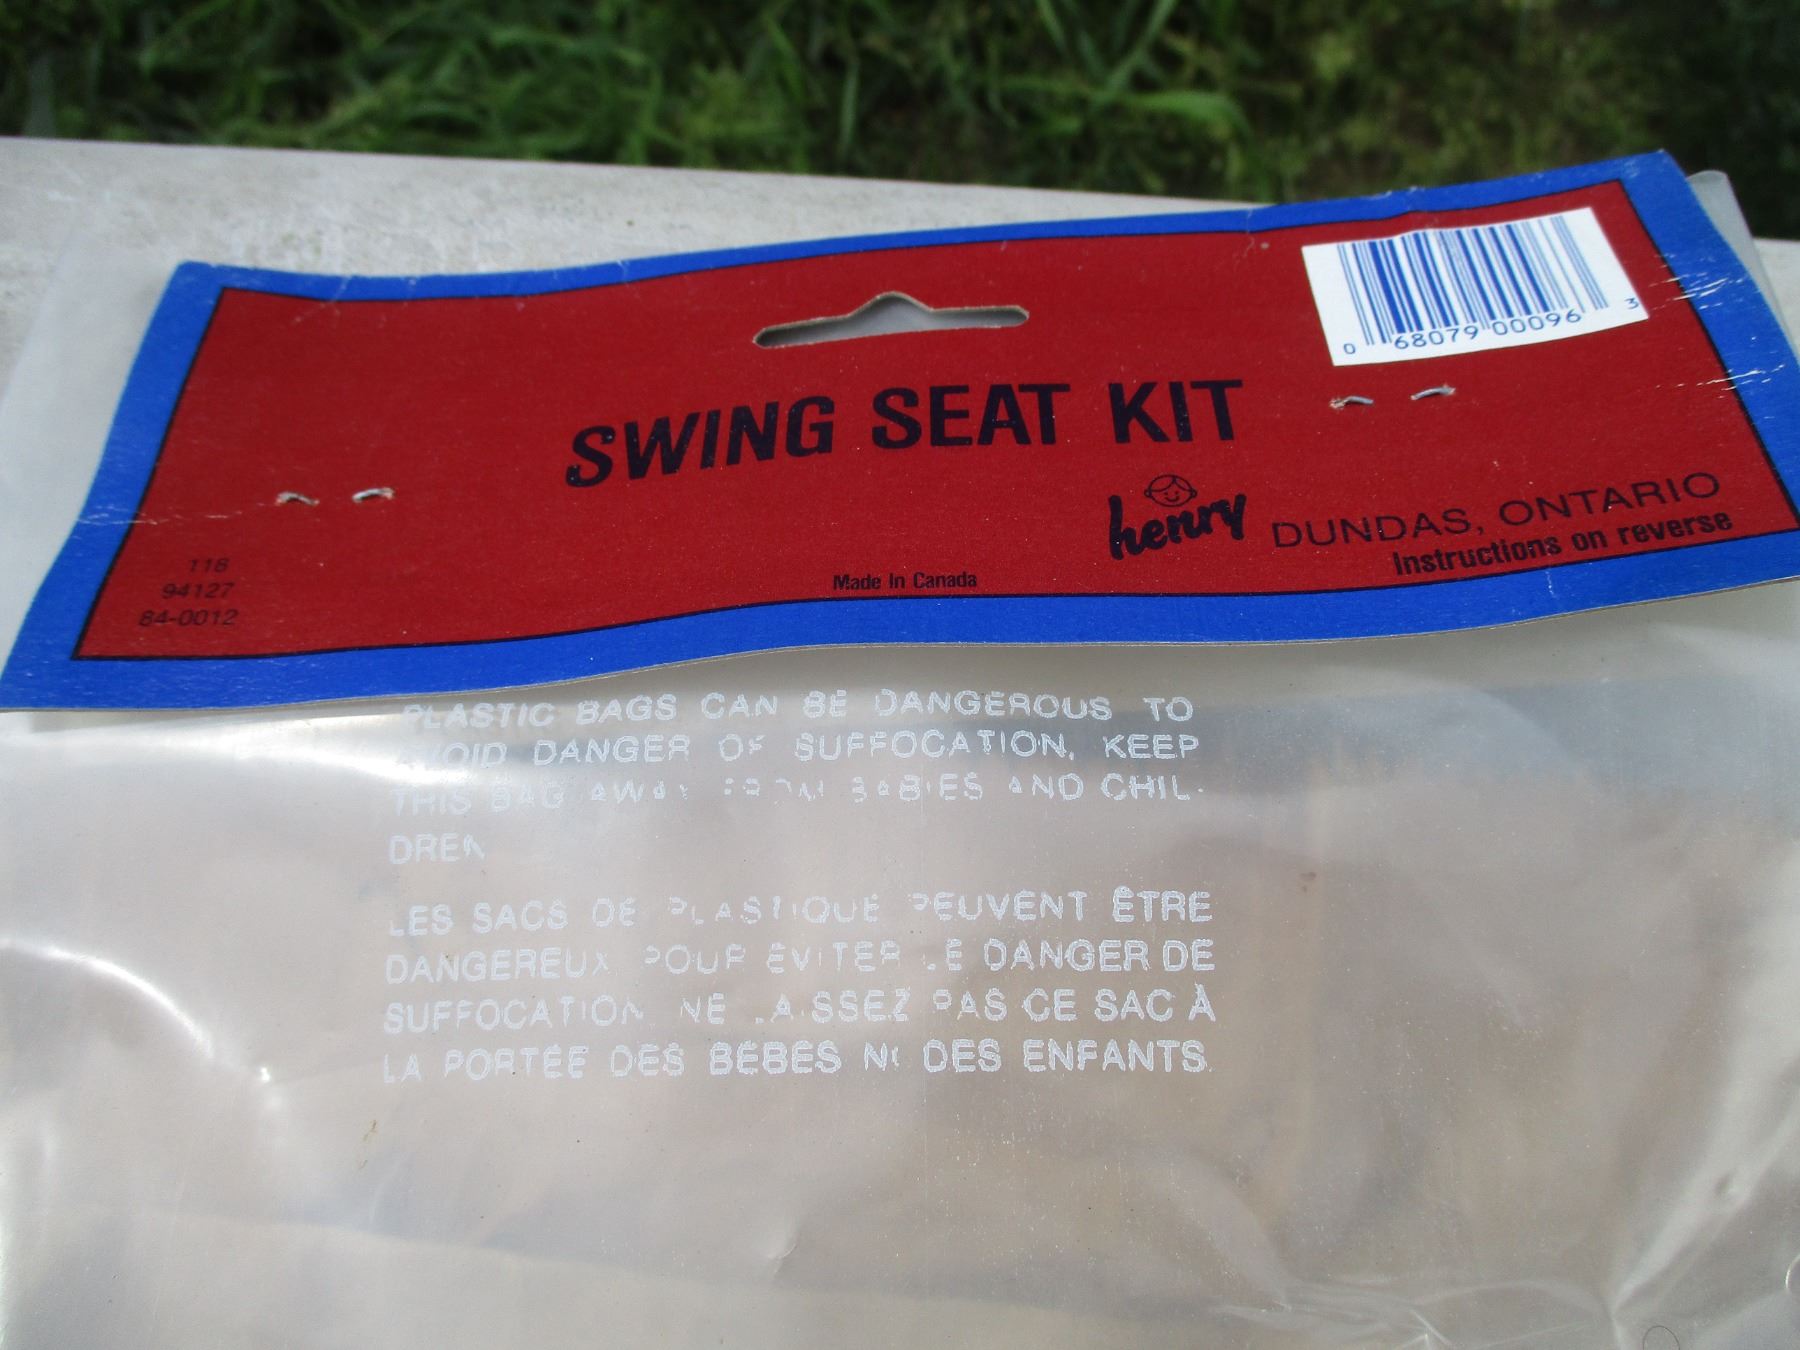 0 68079 00096 3
SWING SEAT KIT
henry DUNDAS, ONTARIO
Instructions on reverse
Made In Canada
118
94127
84-0012
PLASTIC BAGS CAN BE DANGEROUS TO
AVOID DANGER OF SUFFOCATION, KEEP
THIS BAG AWAY FROM BABIES AND CHIL-
DREN
LES SACS DE PLASTIQUE PEUVENT ÊTRE
DANGEREUX POUR EVITER LE DANGER DE
SUFFOCATION NE LAISSEZ PAS CE SAC À
LA PORTÉE DES BÉBÉS NI DES ENFANTS.